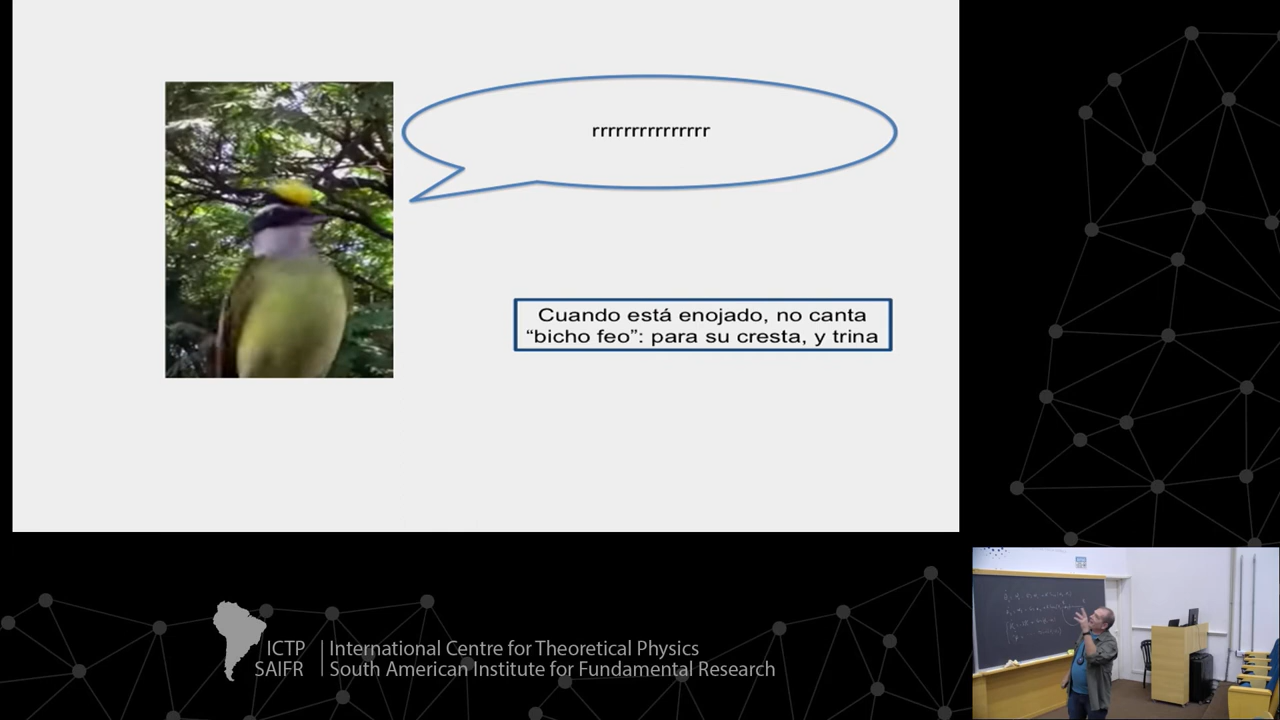 rrrrrrrrrrrrrrr
Cuando está enojado, no canta
“bicho feo”: para su cresta, y trina
ICTP
SAIFR
International Centre for Theoretical Physics
South American Institute for Fundamental Research